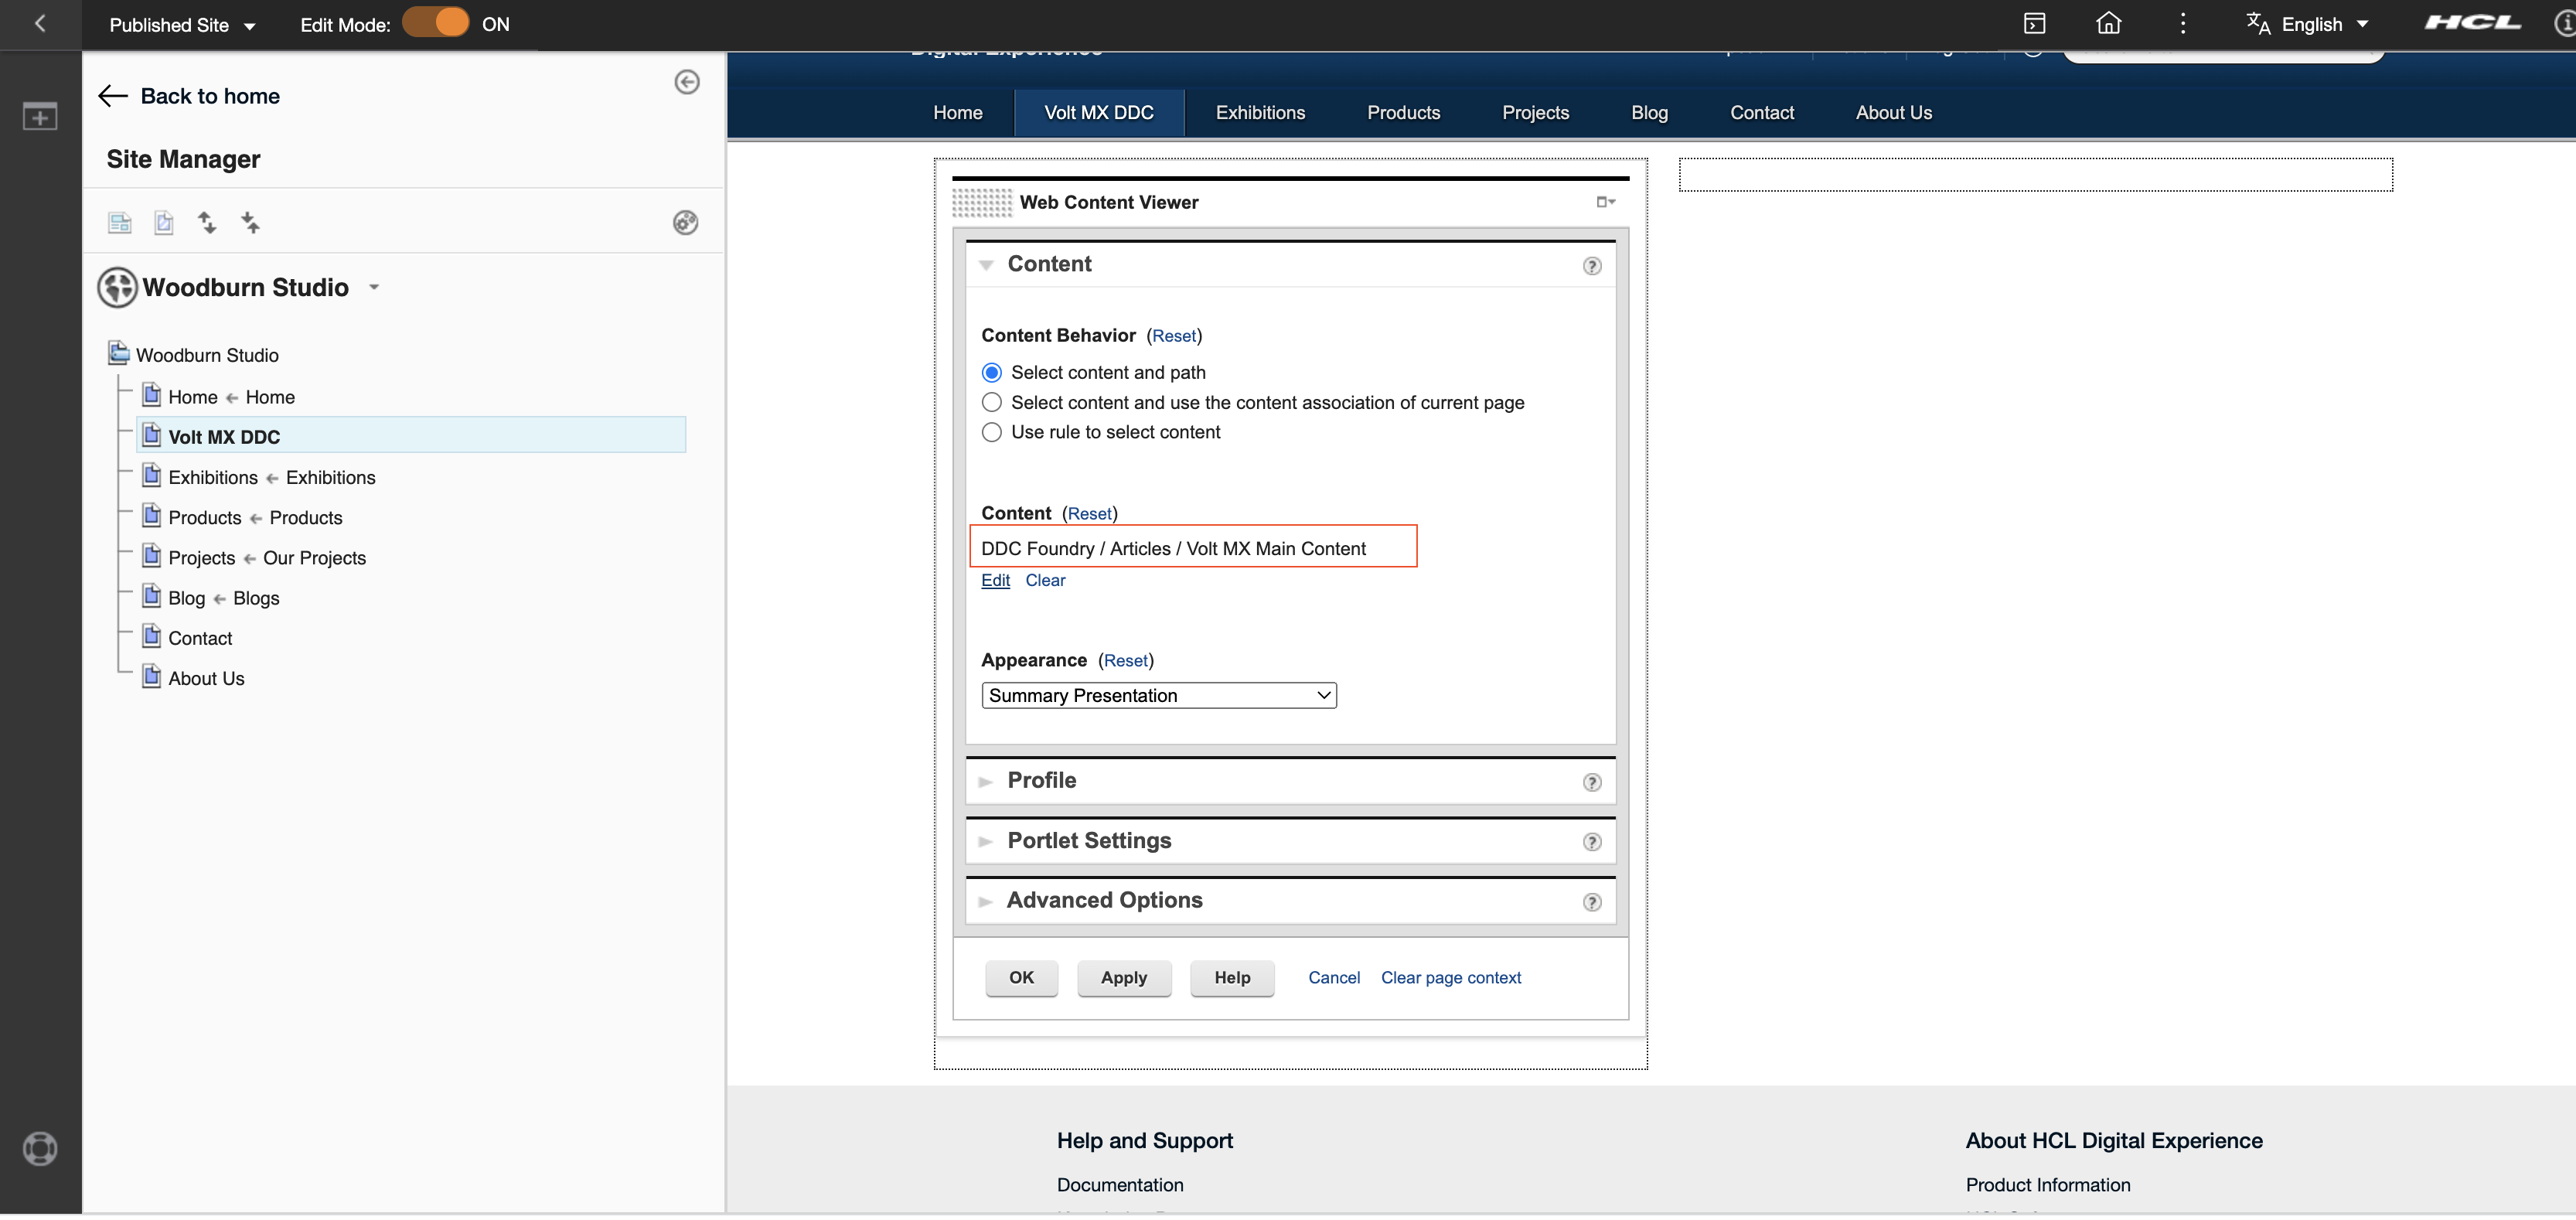 Published Site
Edit Mode: ON
English
HCL
Back to home
Site Manager
Woodburn Studio
Woodburn Studio
Home ← Home
Volt MX DDC
Exhibitions ← Exhibitions
Products ← Products
Projects ← Our Projects
Blog ← Blogs
Contact
About Us
Digital Experience
Home Volt MX DDC Exhibitions Products Projects Blog Contact About Us
Web Content Viewer
Content
Content Behavior (Reset)
Select content and path
Select content and use the content association of current page
Use rule to select content
Content (Reset)
DDC Foundry / Articles / Volt MX Main Content
Edit Clear
Appearance (Reset)
Summary Presentation
Profile
Portlet Settings
Advanced Options
OK Apply Help Cancel Clear page context
Help and Support
Documentation
About HCL Digital Experience
Product Information